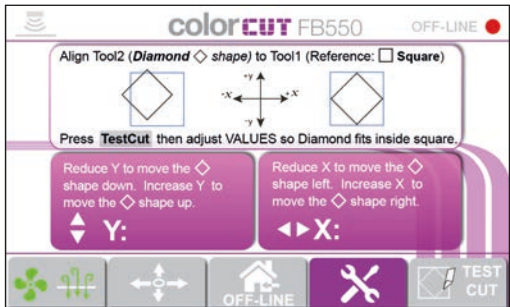 colorcut FB550 OFF-LINE
Align Tool2 (Diamond ◇ shape) to Tool1 (Reference: □ Square)
+y
-x +x
-y
Press TestCut then adjust VALUES so Diamond fits inside square.
Reduce Y to move the ◇
shape down. Increase Y to
move the ◇ shape up.
Y:
Reduce X to move the ◇
shape left. Increase X to
move the ◇ shape right.
X:
OFF-LINE
TEST
CUT